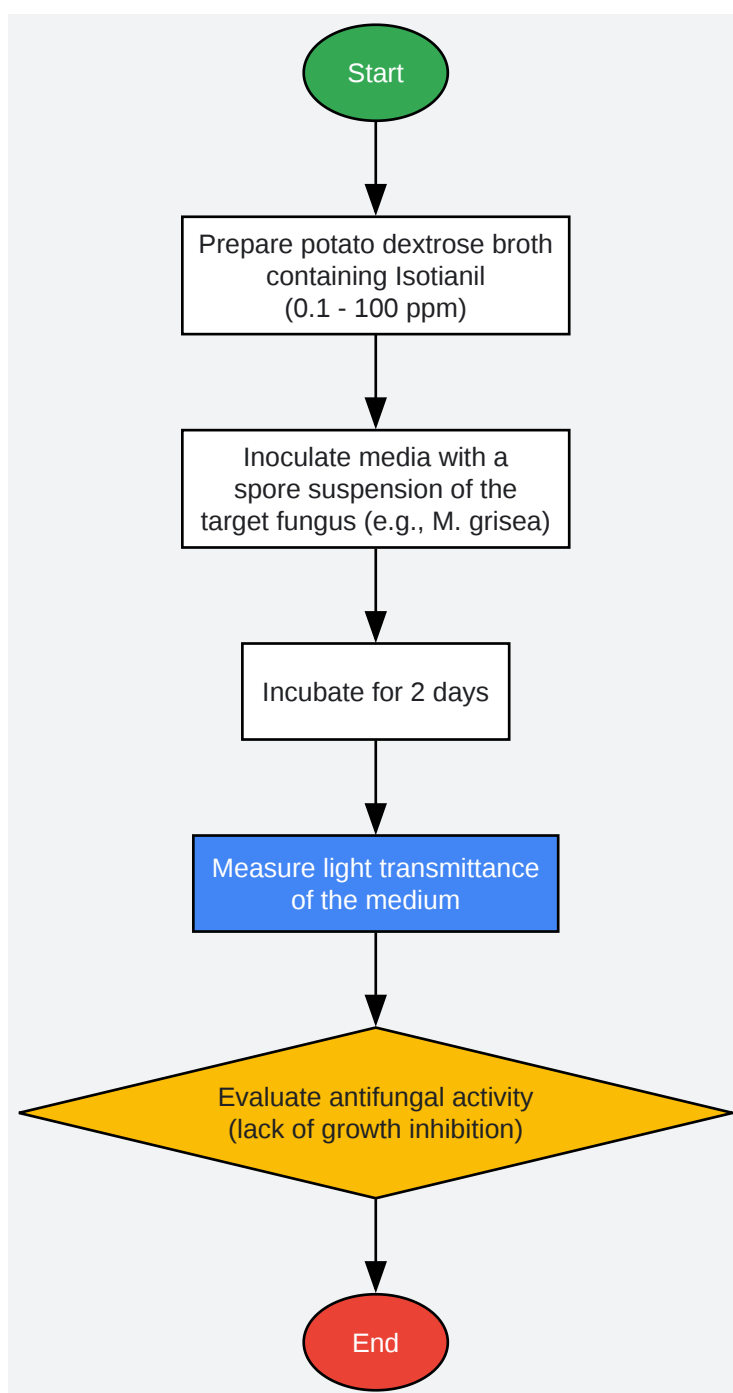 Start
Prepare potato dextrose broth
containing Isotianil
(0.1 - 100 ppm)
Inoculate media with a
spore suspension of the
target fungus (e.g., M. grisea)
Incubate for 2 days
Measure light transmittance
of the medium
Evaluate antifungal activity
(lack of growth inhibition)
End